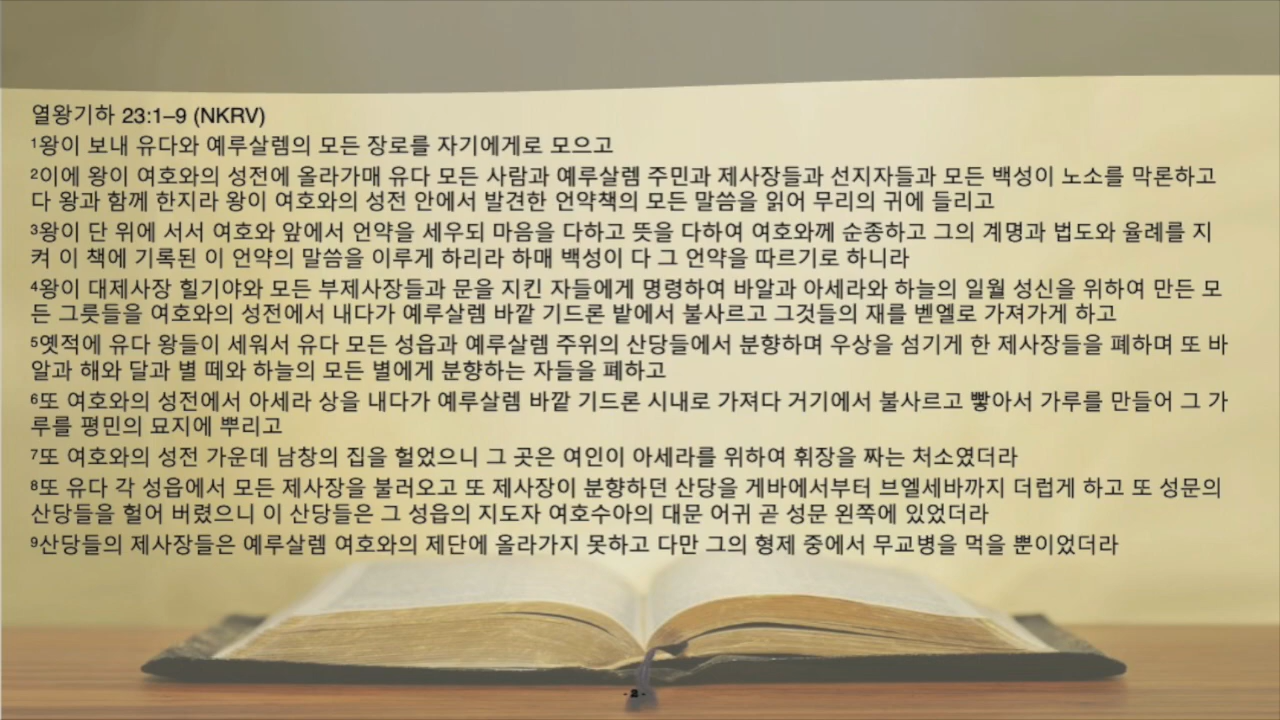 열왕기하 23:1–9 (NKRV)
¹왕이 보내 유다와 예루살렘의 모든 장로를 자기에게로 모으고
²이에 왕이 여호와의 성전에 올라가매 유다 모든 사람과 예루살렘 주민과 제사장들과 선지자들과 모든 백성이 노소를 막론하고
다 왕과 함께 한지라 왕이 여호와의 성전 안에서 발견한 언약책의 모든 말씀을 읽어 무리의 귀에 들리고
³왕이 단 위에 서서 여호와 앞에서 언약을 세우되 마음을 다하고 뜻을 다하여 여호와께 순종하고 그의 계명과 법도와 율례를 지
켜 이 책에 기록된 이 언약의 말씀을 이루게 하리라 하매 백성이 다 그 언약을 따르기로 하니라
⁴왕이 대제사장 힐기야와 모든 부제사장들과 문을 지킨 자들에게 명령하여 바알과 아세라와 하늘의 일월 성신을 위하여 만든 모
든 그릇들을 여호와의 성전에서 내다가 예루살렘 바깥 기드론 밭에서 불사르고 그것들의 재를 벧엘로 가져가게 하고
⁵옛적에 유다 왕들이 세워서 유다 모든 성읍과 예루살렘 주위의 산당들에서 분향하며 우상을 섬기게 한 제사장들을 폐하며 또 바
알과 해와 달과 별 떼와 하늘의 모든 별에게 분향하는 자들을 폐하고
⁶또 여호와의 성전에서 아세라 상을 내다가 예루살렘 바깥 기드론 시내로 가져다 거기에서 불사르고 빻아서 가루를 만들어 그 가
루를 평민의 묘지에 뿌리고
⁷또 여호와의 성전 가운데 남창의 집을 헐었으니 그 곳은 여인이 아세라를 위하여 휘장을 짜는 처소였더라
⁸또 유다 각 성읍에서 모든 제사장을 불러오고 또 제사장이 분향하던 산당을 게바에서부터 브엘세바까지 더럽게 하고 또 성문의
산당들을 헐어 버렸으니 이 산당들은 그 성읍의 지도자 여호수아의 대문 어귀 곧 성문 왼쪽에 있었더라
⁹산당들의 제사장들은 예루살렘 여호와의 제단에 올라가지 못하고 다만 그의 형제 중에서 무교병을 먹을 뿐이었더라
- 2 -